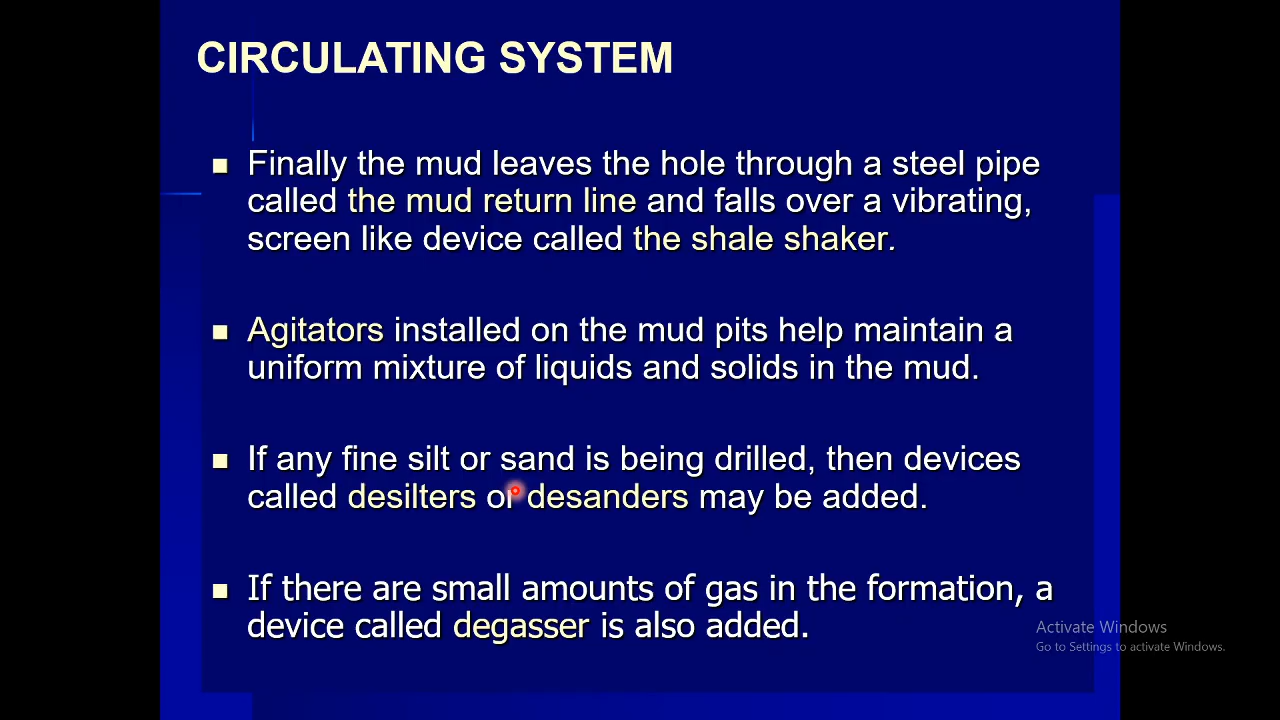 CIRCULATING SYSTEM
Finally the mud leaves the hole through a steel pipe
called the mud return line and falls over a vibrating,
screen like device called the shale shaker.
Agitators installed on the mud pits help maintain a
uniform mixture of liquids and solids in the mud.
If any fine silt or sand is being drilled, then devices
called desilters or desanders may be added.
If there are small amounts of gas in the formation, a
device called degasser is also added.
Activate Windows
Go to Settings to activate Windows.